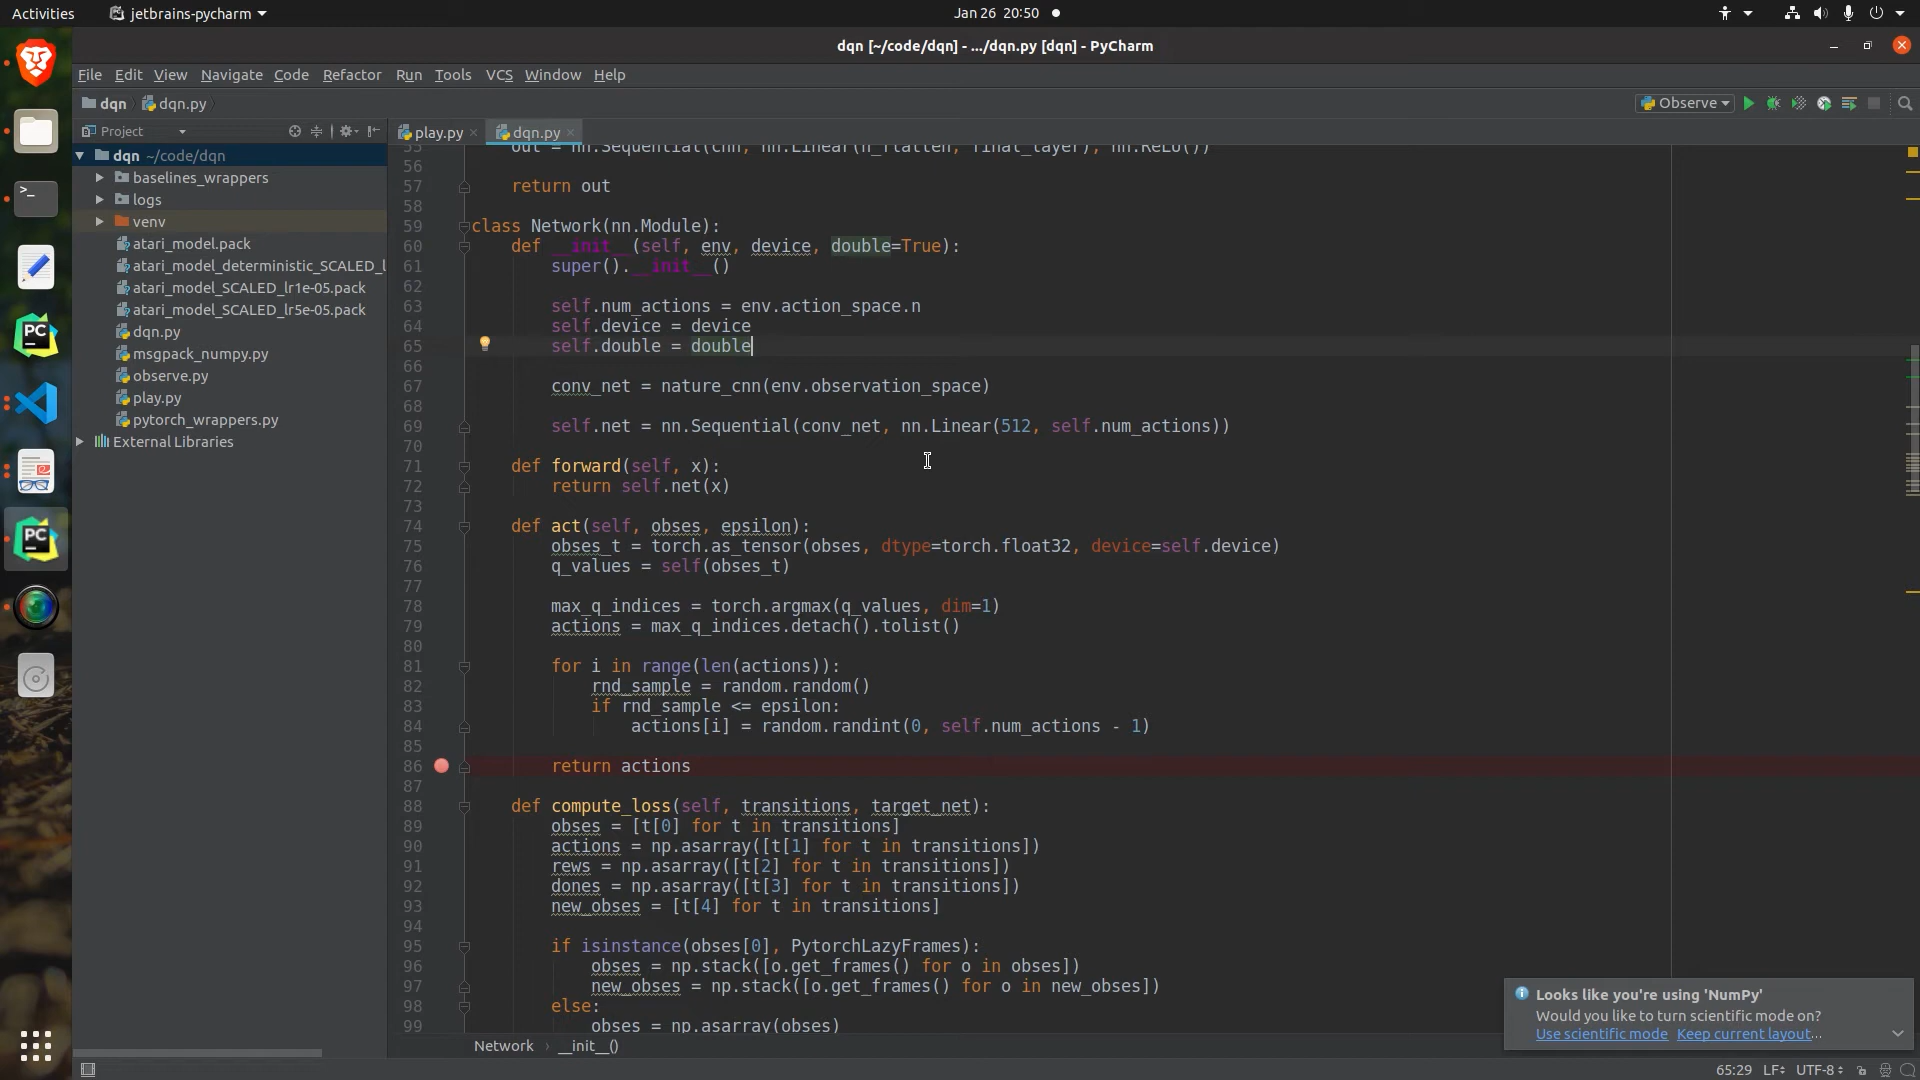 Activities
jetbrains-pycharm
Jan 26 20:50
dqn [~/code/dqn] - .../dqn.py [dqn] - PyCharm
File Edit View Navigate Code Refactor Run Tools VCS Window Help
dqn dqn.py
Observe
Project
play.py
dqn.py
dqn ~/code/dqn
baselines_wrappers
logs
venv
atari_model.pack
atari_model_deterministic_SCALED_l
atari_model_SCALED_lr1e-05.pack
atari_model_SCALED_lr5e-05.pack
dqn.py
msgpack_numpy.py
observe.py
play.py
pytorch_wrappers.py
External Libraries
55 out = nn.Sequential(cnn, nn.Linear(n_flatten, final_layer), nn.ReLU())
56
57 return out
58
59 class Network(nn.Module):
60 def __init__(self, env, device, double=True):
61 super().__init__()
62
63 self.num_actions = env.action_space.n
64 self.device = device
65 self.double = double
66
67 conv_net = nature_cnn(env.observation_space)
68
69 self.net = nn.Sequential(conv_net, nn.Linear(512, self.num_actions))
70
71 def forward(self, x):
72 return self.net(x)
73
74 def act(self, obses, epsilon):
75 obses_t = torch.as_tensor(obses, dtype=torch.float32, device=self.device)
76 q_values = self(obses_t)
77
78 max_q_indices = torch.argmax(q_values, dim=1)
79 actions = max_q_indices.detach().tolist()
80
81 for i in range(len(actions)):
82 rnd_sample = random.random()
83 if rnd_sample <= epsilon:
84 actions[i] = random.randint(0, self.num_actions - 1)
85
86 return actions
87
88 def compute_loss(self, transitions, target_net):
89 obses = [t[0] for t in transitions]
90 actions = np.asarray([t[1] for t in transitions])
91 rews = np.asarray([t[2] for t in transitions])
92 dones = np.asarray([t[3] for t in transitions])
93 new_obses = [t[4] for t in transitions]
94
95 if isinstance(obses[0], PytorchLazyFrames):
96 obses = np.stack([o.get_frames() for o in obses])
97 new_obses = np.stack([o.get_frames() for o in new_obses])
98 else:
99 obses = np.asarray(obses)
Looks like you're using 'NumPy'
Would you like to turn scientific mode on?
Use scientific mode Keep current layout...
Network › __init__()
65:29 LF UTF-8